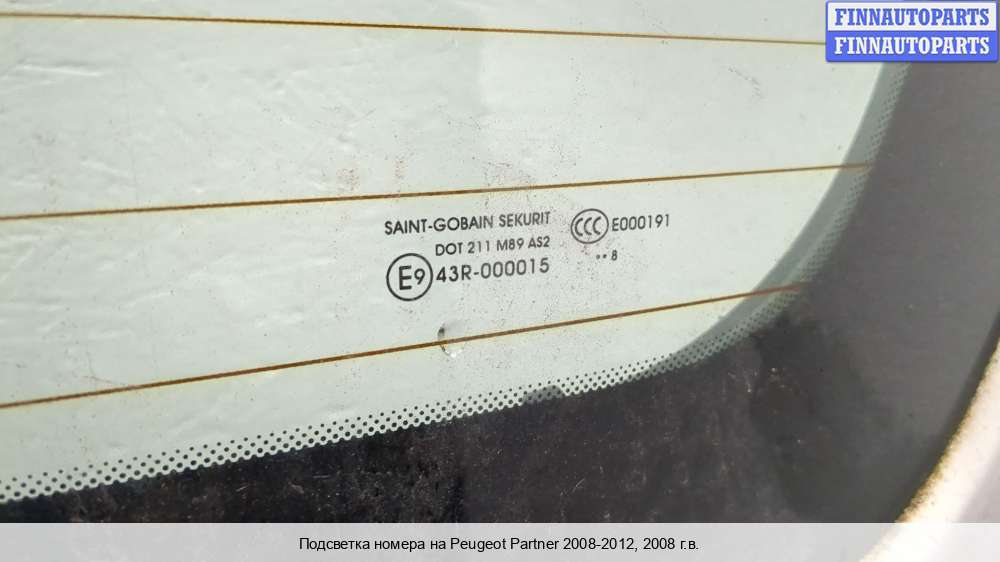 FINNAUTOPARTS
FINNAUTOPARTS
SAINT-GOBAIN SEKURIT
DOT 211 M89 AS2
E9 43R-000015
CCC E000191
••8
Подсветка номера на Peugeot Partner 2008-2012, 2008 г.в.